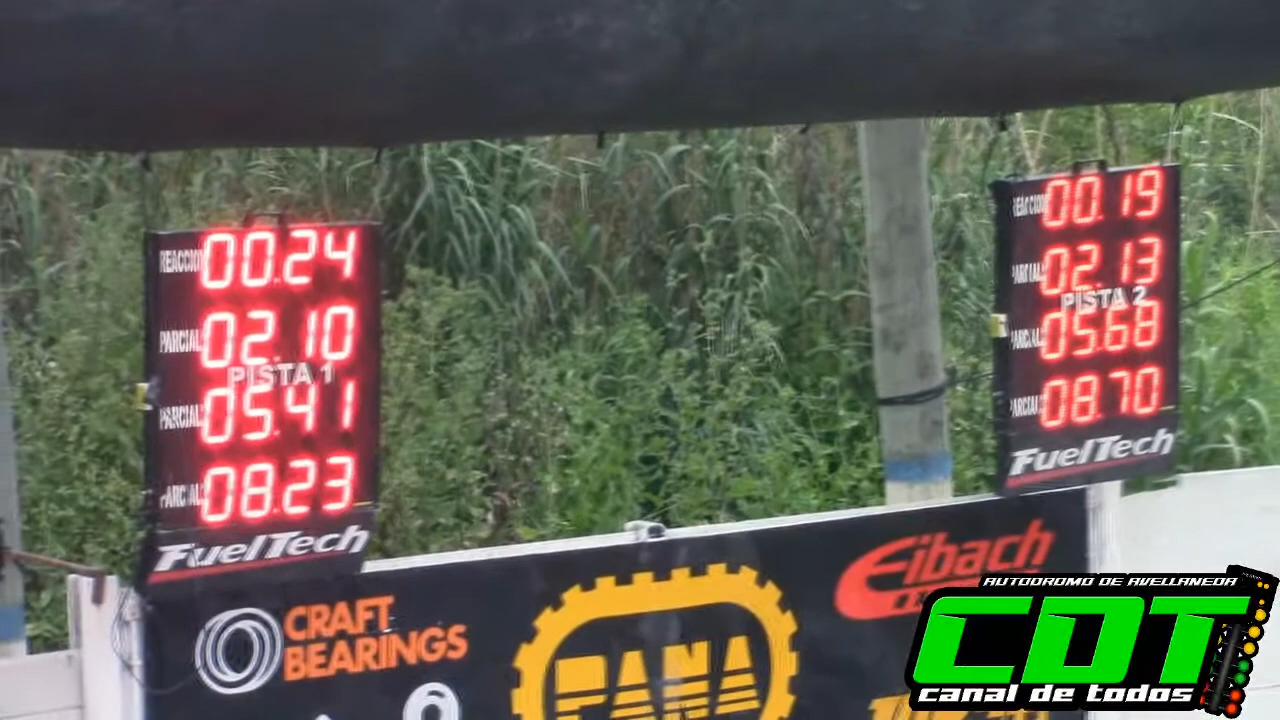 REACCION 00.24
PARCIAL 02.10
PISTA 1
PARCIAL 05.41
PARCIAL 08.23
FuelTech
REACCION 00.19
PARCIAL 02.13
PISTA 2
PARCIAL 05.68
PARCIAL 08.70
FuelTech
CRAFT
BEARINGS
Eibach
AUTODROMO DE AVELLANEDA
CDT
canal de todos